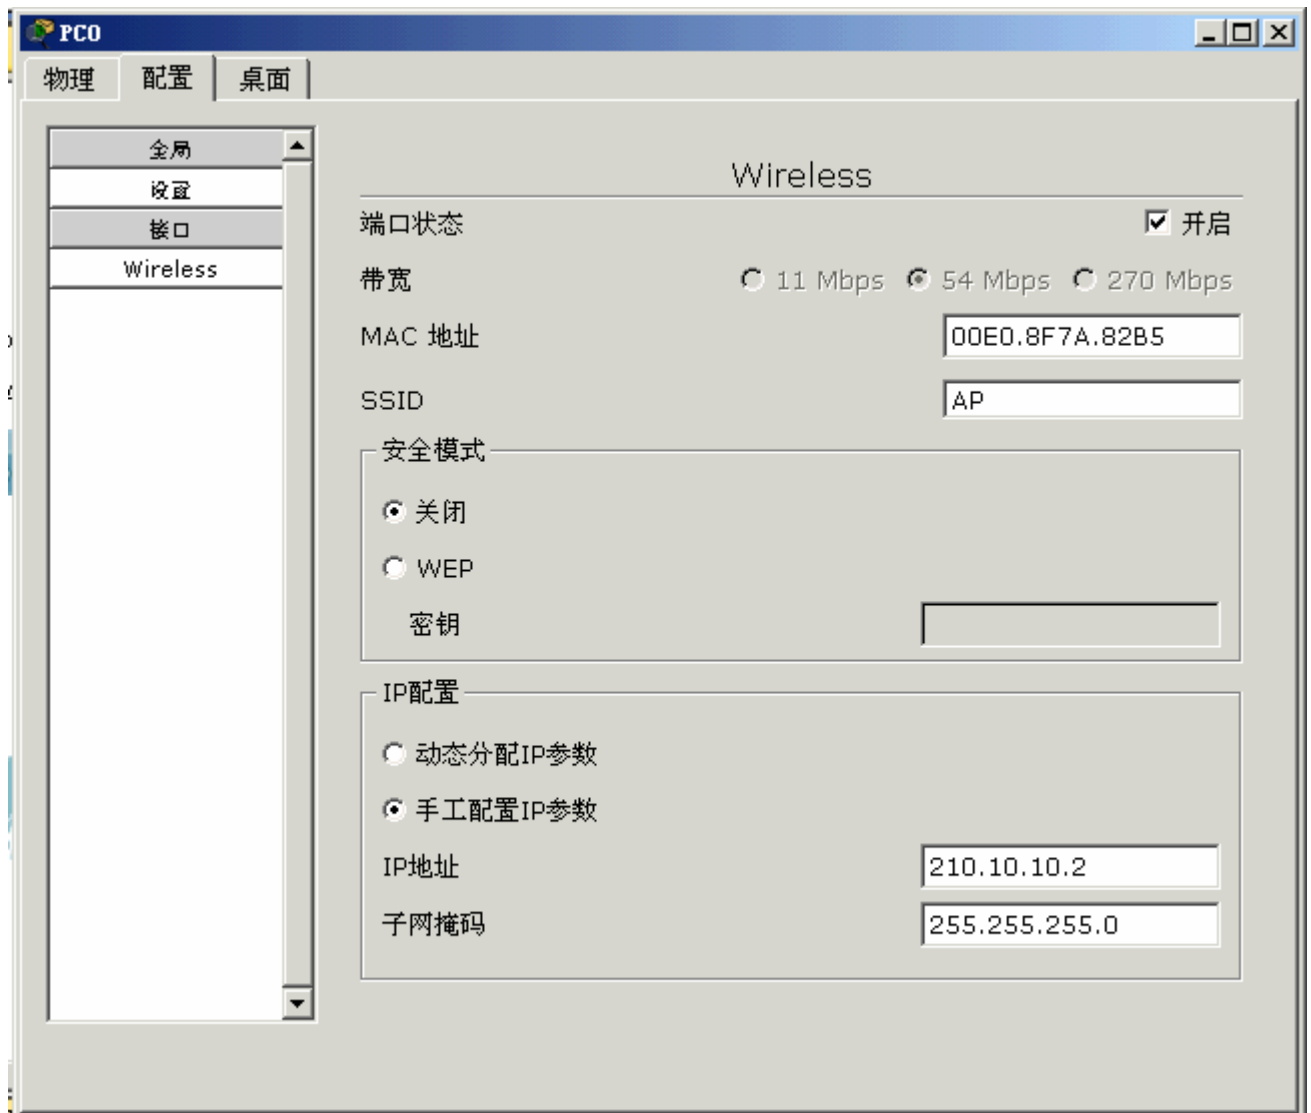 PC0
物理 配置 桌面
全局
设置
接口
Wireless
Wireless
端口状态 开启
带宽 11 Mbps 54 Mbps 270 Mbps
MAC 地址 00E0.8F7A.82B5
SSID AP
安全模式
关闭
WEP
密钥
IP配置
动态分配IP参数
手工配置IP参数
IP地址 210.10.10.2
子网掩码 255.255.255.0